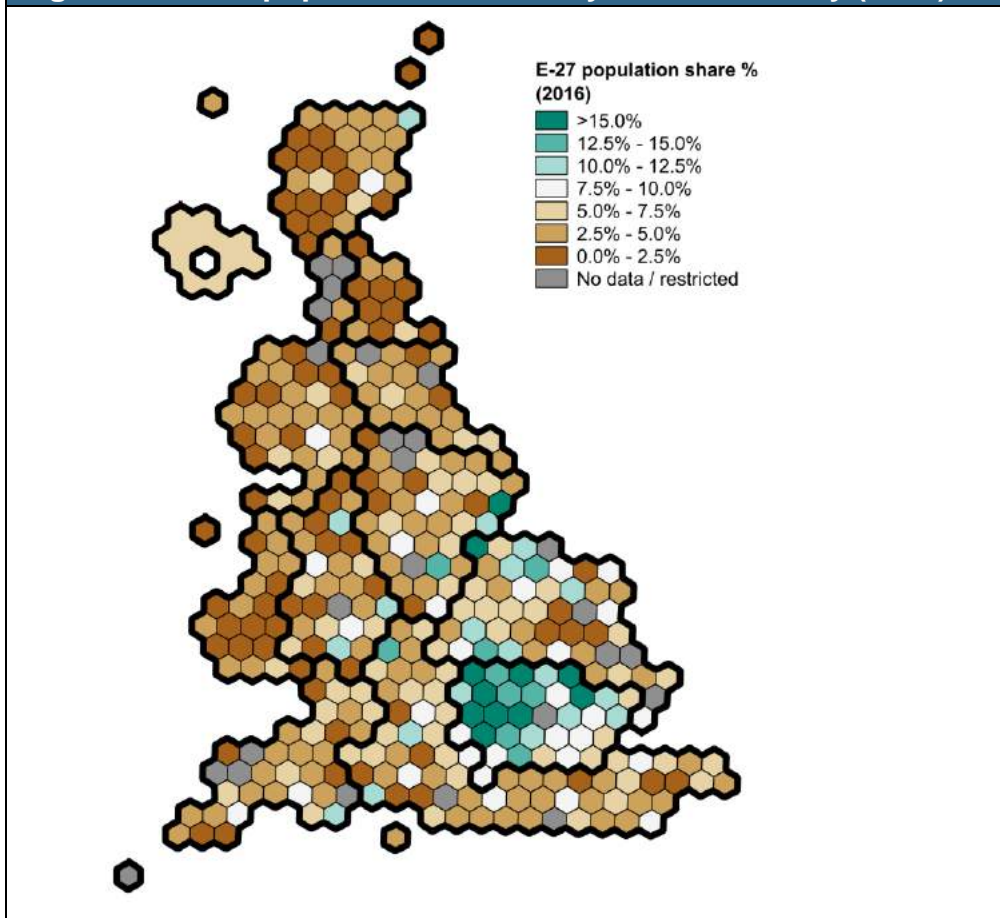 E-27 population share %
(2016)
>15.0%
12.5% - 15.0%
10.0% - 12.5%
7.5% - 10.0%
5.0% - 7.5%
2.5% - 5.0%
0.0% - 2.5%
No data / restricted